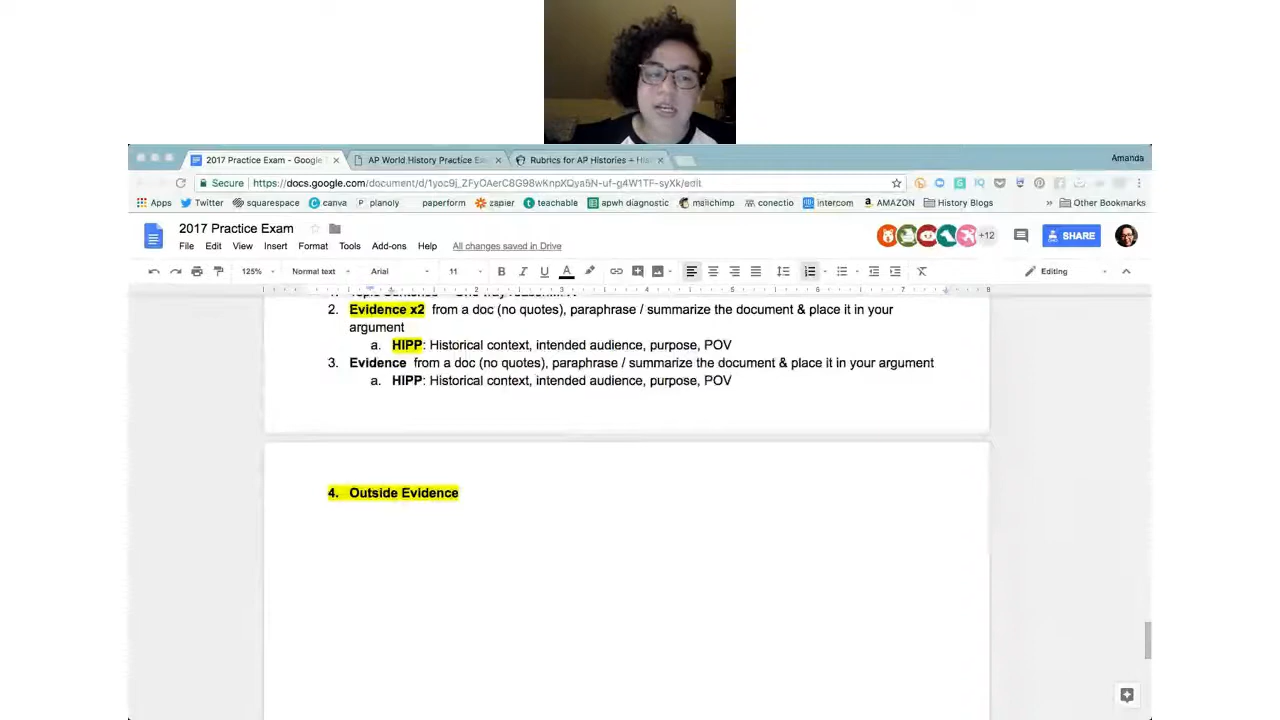 2017 Practice Exam - Google
AP World History Practice Ex
Rubrics for AP Histories + His
Amanda
Secure
https://docs.google.com/document/d/1yoc9j_ZFyOAerC8G98wKnpXQya5N-uf-g4W1TF-syXk/edit
Apps Twitter squarespace canva planoly paperform zapier teachable apwh diagnostic mailchimp conectio intercom AMAZON History Blogs » Other Bookmarks
2017 Practice Exam
+12
SHARE
File Edit View Insert Format Tools Add-ons Help All changes saved in Drive
125% Normal text Arial 11 B I U A Editing
2. Evidence x2 from a doc (no quotes), paraphrase / summarize the document & place it in your
argument
a. HIPP: Historical context, intended audience, purpose, POV
3. Evidence from a doc (no quotes), paraphrase / summarize the document & place it in your argument
a. HIPP: Historical context, intended audience, purpose, POV
4. Outside Evidence